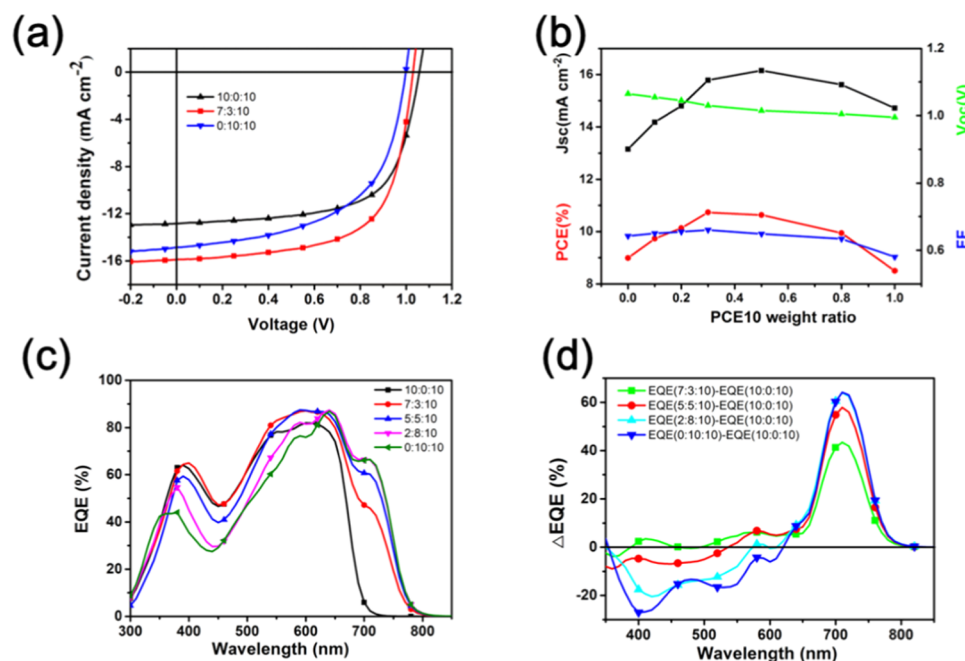 (a)
Current density (mA cm⁻²)
0
-4
-8
-12
-16
10:0:10
7:3:10
0:10:10
-0.2 0.0 0.2 0.4 0.6 0.8 1.0 1.2
Voltage (V)
(b)
Jsc(mA cm⁻²)
PCE(%)
16
14
12
10
8
1.2
1.0
0.8
0.6
Voc(V)
FF
0.0 0.2 0.4 0.6 0.8 1.0
PCE10 weight ratio
(c)
EQE (%)
100
80
60
40
20
0
10:0:10
7:3:10
5:5:10
2:8:10
0:10:10
300 400 500 600 700 800
Wavelength (nm)
(d)
△EQE (%)
60
40
20
0
-20
EQE(7:3:10)-EQE(10:0:10)
EQE(5:5:10)-EQE(10:0:10)
EQE(2:8:10)-EQE(10:0:10)
EQE(0:10:10)-EQE(10:0:10)
400 500 600 700 800
Wavelength (nm)